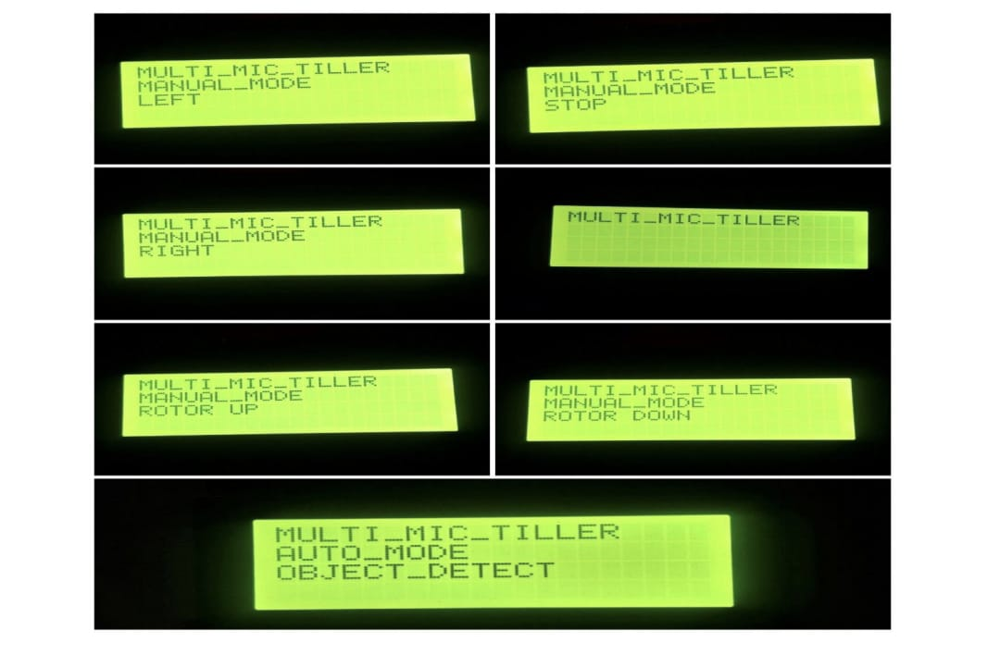 MULTI_MIC_TILLER
MANUAL_MODE
LEFT
MULTI_MIC_TILLER
MANUAL_MODE
STOP
MULTI_MIC_TILLER
MANUAL_MODE
RIGHT
MULTI_MIC_TILLER
MULTI_MIC_TILLER
MANUAL_MODE
ROTOR UP
MULTI_MIC_TILLER
MANUAL_MODE
ROTOR DOWN
MULTI_MIC_TILLER
AUTO_MODE
OBJECT_DETECT